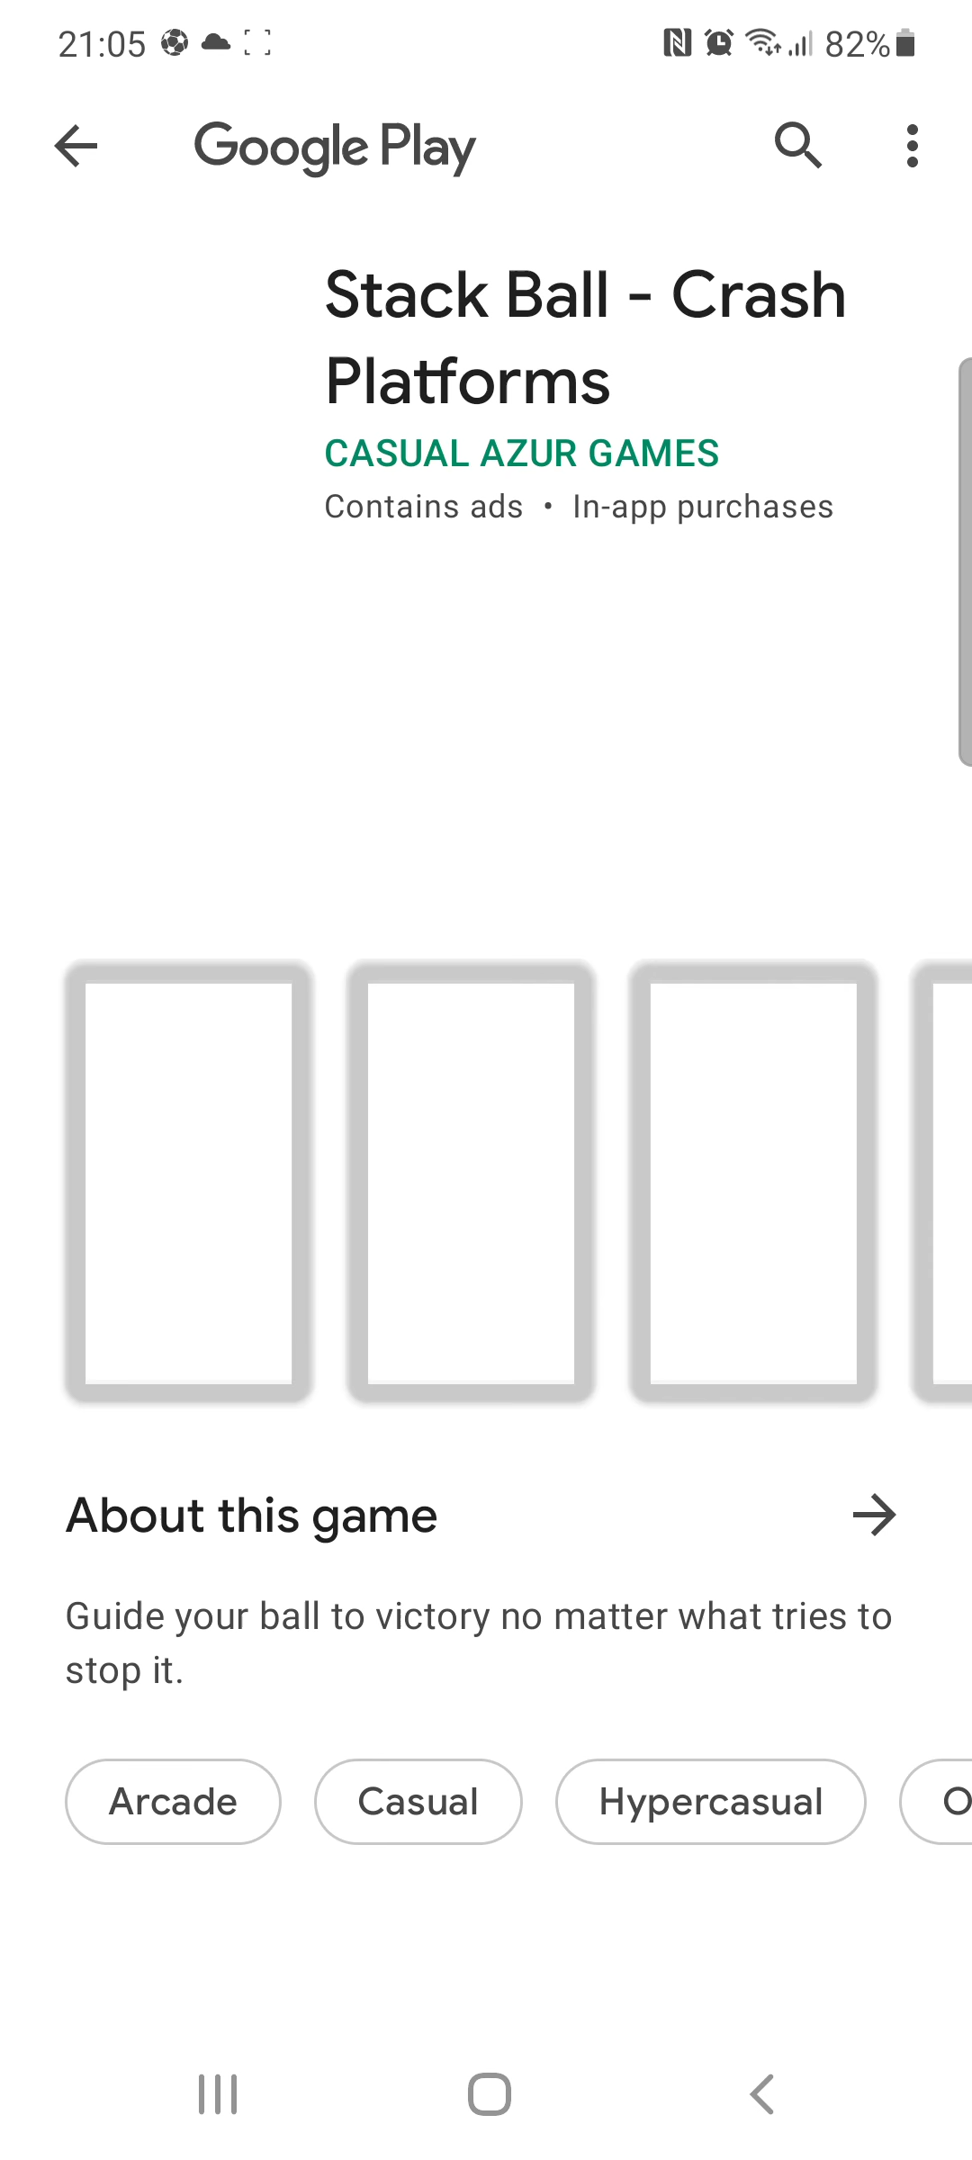 21:05 82%
Google Play
Stack Ball - Crash
Platforms
CASUAL AZUR GAMES
Contains ads • In-app purchases
About this game
Guide your ball to victory no matter what tries to
stop it.
Arcade Casual Hypercasual